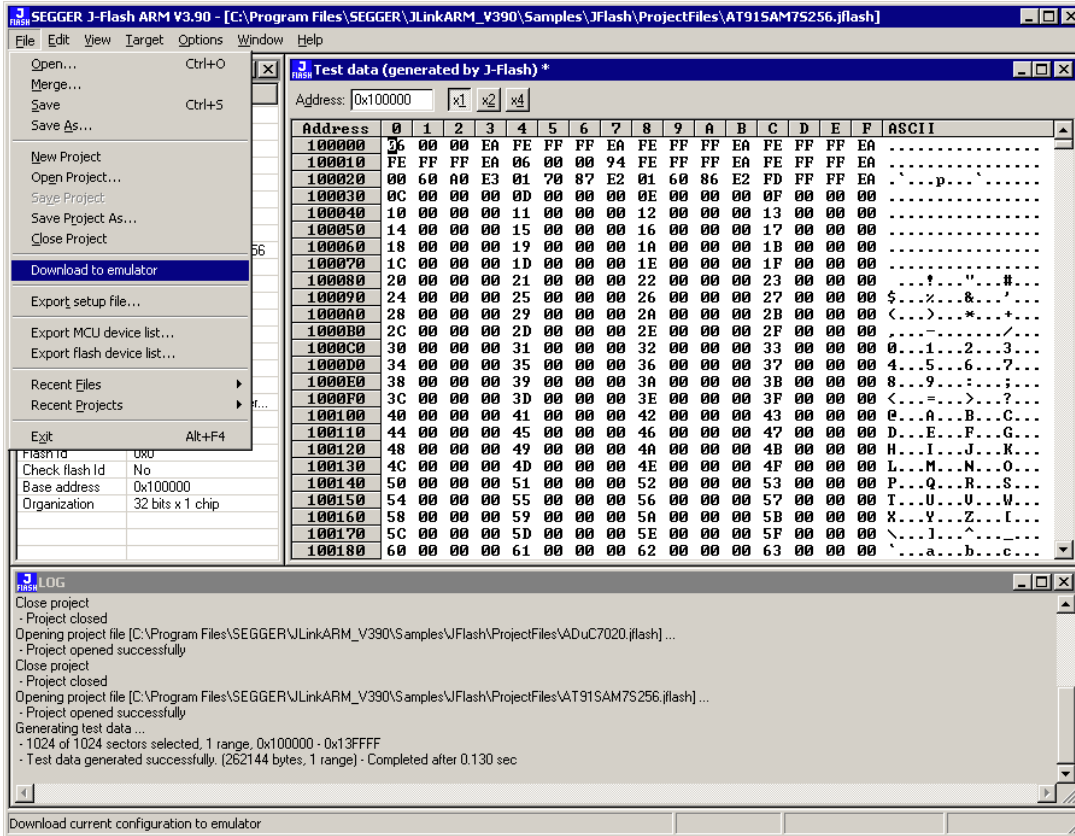 SEGGER J-Flash ARM V3.90 - [C:\Program Files\SEGGER\JLinkARM_V390\Samples\JFlash\ProjectFiles\AT91SAM7S256.jflash]
File Edit View Target Options Window Help
Open... Ctrl+O
Merge...
Save Ctrl+S
Save As...
New Project
Open Project...
Save Project
Save Project As...
Close Project
Download to emulator
Export setup file...
Export MCU device list...
Export flash device list...
Recent Files
Recent Projects
Exit Alt+F4
56
Flash Id 0x0
Check flash Id No
Base address 0x100000
Organization 32 bits x 1 chip
Test data (generated by J-Flash) *
Address: 0x100000 x1 x2 x4
Address 0 1 2 3 4 5 6 7 8 9 A B C D E F ASCII
100000 06 00 00 EA FE FF FF EA FE FF FF EA FE FF FF EA ................
100010 FE FF FF EA 06 00 00 94 FE FF FF EA FE FF FF EA ................
100020 00 60 A0 E3 01 70 87 E2 01 60 86 E2 FD FF FF EA .`...p...`......
100030 0C 00 00 00 0D 00 00 00 0E 00 00 00 0F 00 00 00 ................
100040 10 00 00 00 11 00 00 00 12 00 00 00 13 00 00 00 ................
100050 14 00 00 00 15 00 00 00 16 00 00 00 17 00 00 00 ................
100060 18 00 00 00 19 00 00 00 1A 00 00 00 1B 00 00 00 ................
100070 1C 00 00 00 1D 00 00 00 1E 00 00 00 1F 00 00 00 ................
100080 20 00 00 00 21 00 00 00 22 00 00 00 23 00 00 00  ...!..."...#...
100090 24 00 00 00 25 00 00 00 26 00 00 00 27 00 00 00 $...%...&...'...
1000A0 28 00 00 00 29 00 00 00 2A 00 00 00 2B 00 00 00 (...)...*...+...
1000B0 2C 00 00 00 2D 00 00 00 2E 00 00 00 2F 00 00 00 ,...-......./...
1000C0 30 00 00 00 31 00 00 00 32 00 00 00 33 00 00 00 0...1...2...3...
1000D0 34 00 00 00 35 00 00 00 36 00 00 00 37 00 00 00 4...5...6...7...
1000E0 38 00 00 00 39 00 00 00 3A 00 00 00 3B 00 00 00 8...9...:...;...
1000F0 3C 00 00 00 3D 00 00 00 3E 00 00 00 3F 00 00 00 <...=...>...?...
100100 40 00 00 00 41 00 00 00 42 00 00 00 43 00 00 00 @...A...B...C...
100110 44 00 00 00 45 00 00 00 46 00 00 00 47 00 00 00 D...E...F...G...
100120 48 00 00 00 49 00 00 00 4A 00 00 00 4B 00 00 00 H...I...J...K...
100130 4C 00 00 00 4D 00 00 00 4E 00 00 00 4F 00 00 00 L...M...N...O...
100140 50 00 00 00 51 00 00 00 52 00 00 00 53 00 00 00 P...Q...R...S...
100150 54 00 00 00 55 00 00 00 56 00 00 00 57 00 00 00 T...U...V...W...
100160 58 00 00 00 59 00 00 00 5A 00 00 00 5B 00 00 00 X...Y...Z...[...
100170 5C 00 00 00 5D 00 00 00 5E 00 00 00 5F 00 00 00 \...]...^..._...
100180 60 00 00 00 61 00 00 00 62 00 00 00 63 00 00 00 `...a...b...c...
LOG
Close project
- Project closed
Opening project file [C:\Program Files\SEGGER\JLinkARM_V390\Samples\JFlash\ProjectFiles\ADuC7020.jflash] ...
- Project opened successfully
Close project
- Project closed
Opening project file [C:\Program Files\SEGGER\JLinkARM_V390\Samples\JFlash\ProjectFiles\AT91SAM7S256.jflash] ...
- Project opened successfully
Generating test data ...
- 1024 of 1024 sectors selected, 1 range, 0x100000 - 0x13FFFF
- Test data generated successfully. (262144 bytes, 1 range) - Completed after 0.130 sec
Download current configuration to emulator